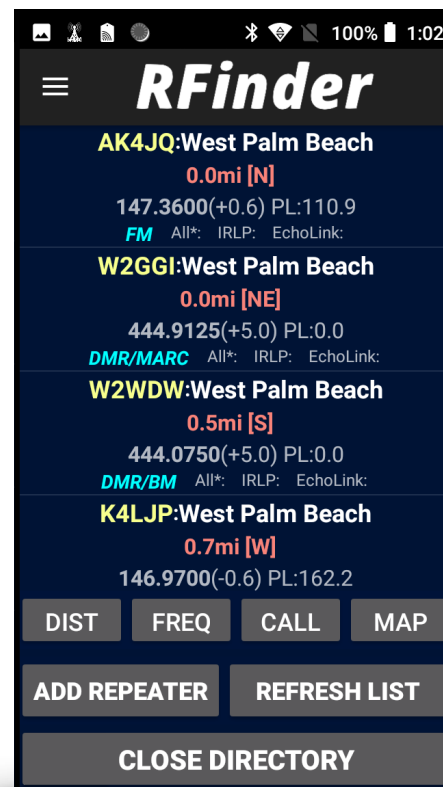 100% 1:02
RFinder
AK4JQ:West Palm Beach
0.0mi [N]
147.3600(+0.6) PL:110.9
FM All*: IRLP: EchoLink:
W2GGI:West Palm Beach
0.0mi [NE]
444.9125(+5.0) PL:0.0
DMR/MARC All*: IRLP: EchoLink:
W2WDW:West Palm Beach
0.5mi [S]
444.0750(+5.0) PL:0.0
DMR/BM All*: IRLP: EchoLink:
K4LJP:West Palm Beach
0.7mi [W]
146.9700(-0.6) PL:162.2
DIST FREQ CALL MAP
ADD REPEATER REFRESH LIST
CLOSE DIRECTORY